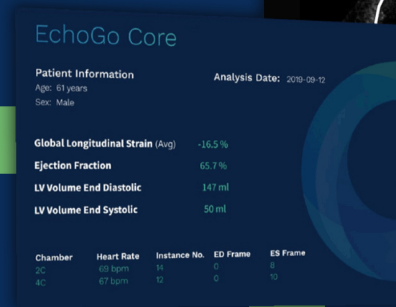 EchoGo Core
Patient Information
Analysis Date: 2019-09-12
Age: 61 years
Sex: Male
Global Longitudinal Strain (Avg) -16.5 %
Ejection Fraction 65.7 %
LV Volume End Diastolic 147 ml
LV Volume End Systolic 50 ml
Chamber Heart Rate Instance No. ED Frame ES Frame
2C 69 bpm 14 0 8
4C 67 bpm 12 0 10